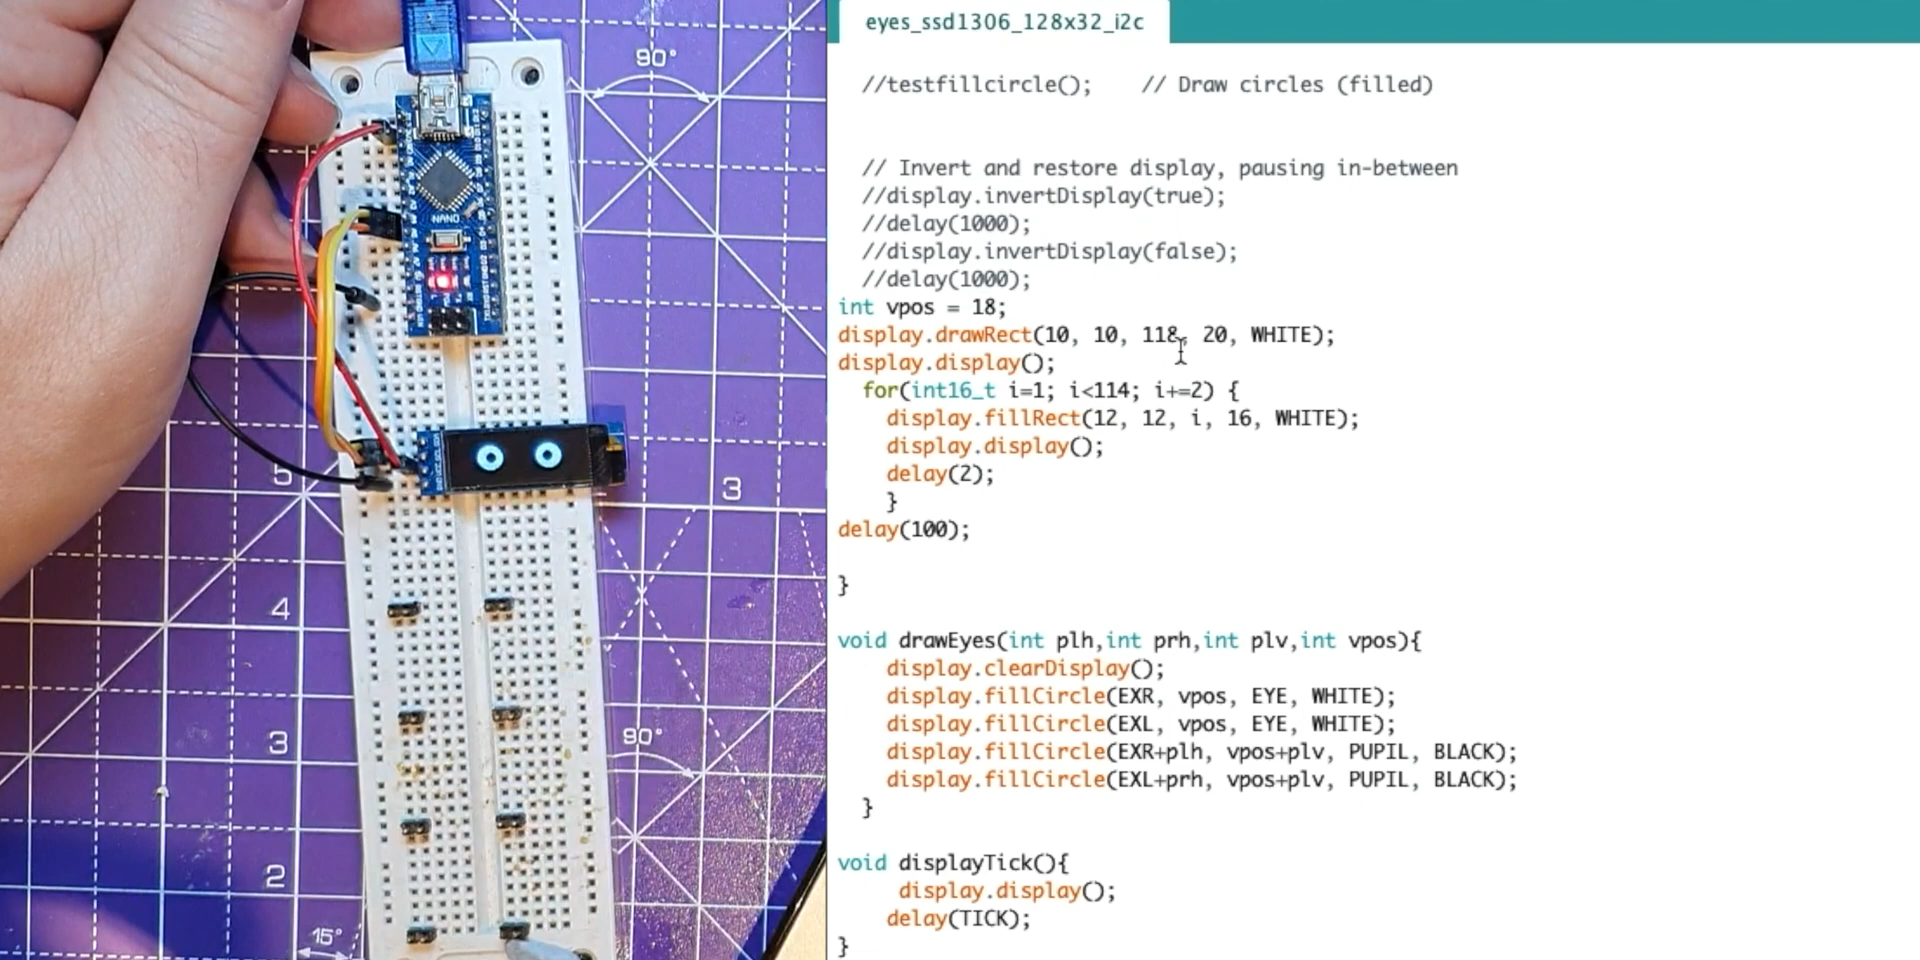 eyes_ssd1306_128x32_i2c
//testfillcircle();    // Draw circles (filled)
// Invert and restore display, pausing in-between
//display.invertDisplay(true);
//delay(1000);
//display.invertDisplay(false);
//delay(1000);
int vpos = 18;
display.drawRect(10, 10, 118, 20, WHITE);
display.display();
for(int16_t i=1; i<114; i+=2) {
display.fillRect(12, 12, i, 16, WHITE);
display.display();
delay(2);
}
delay(100);
}
void drawEyes(int plh,int prh,int plv,int vpos){
display.clearDisplay();
display.fillCircle(EXR, vpos, EYE, WHITE);
display.fillCircle(EXL, vpos, EYE, WHITE);
display.fillCircle(EXR+plh, vpos+plv, PUPIL, BLACK);
display.fillCircle(EXL+prh, vpos+plv, PUPIL, BLACK);
}
void displayTick(){
display.display();
delay(TICK);
}
90°
NANO
5
3
4
3
90°
2
15°